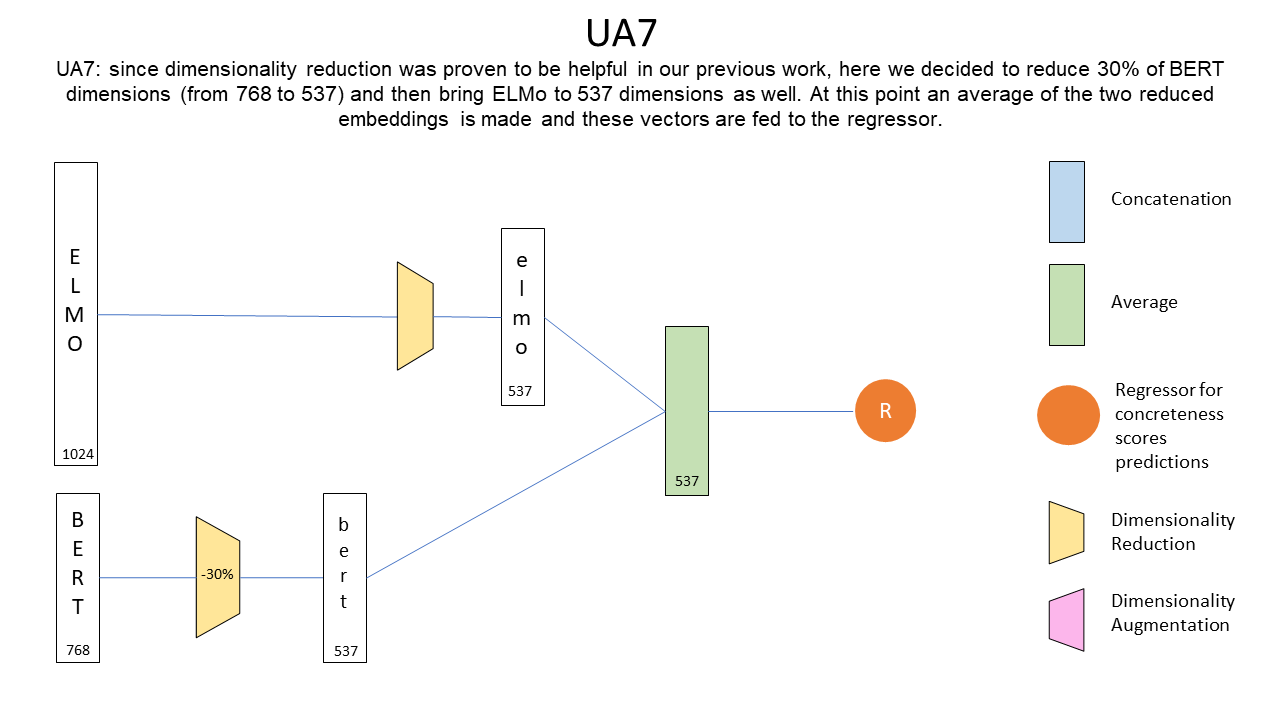 UA7
UA7: since dimensionality reduction was proven to be helpful in our previous work, here we decided to reduce 30% of BERT
dimensions (from 768 to 537) and then bring ELMo to 537 dimensions as well. At this point an average of the two reduced
embeddings is made and these vectors are fed to the regressor.
E
L
M
O
1024
e
l
m
o
537
B
E
R
T
768
-30%
b
e
r
t
537
537
R
Concatenation
Average
Regressor for
concreteness
scores
predictions
Dimensionality
Reduction
Dimensionality
Augmentation